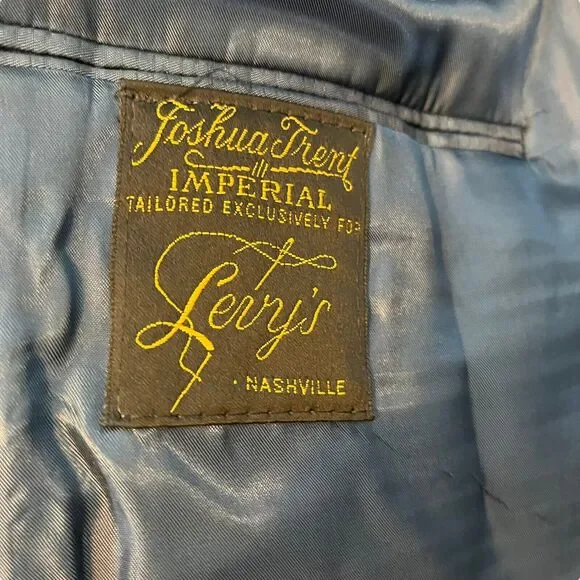 Joshua Trent
IMPERIAL
TAILORED EXCLUSIVELY FOR
Levy's
· NASHVILLE